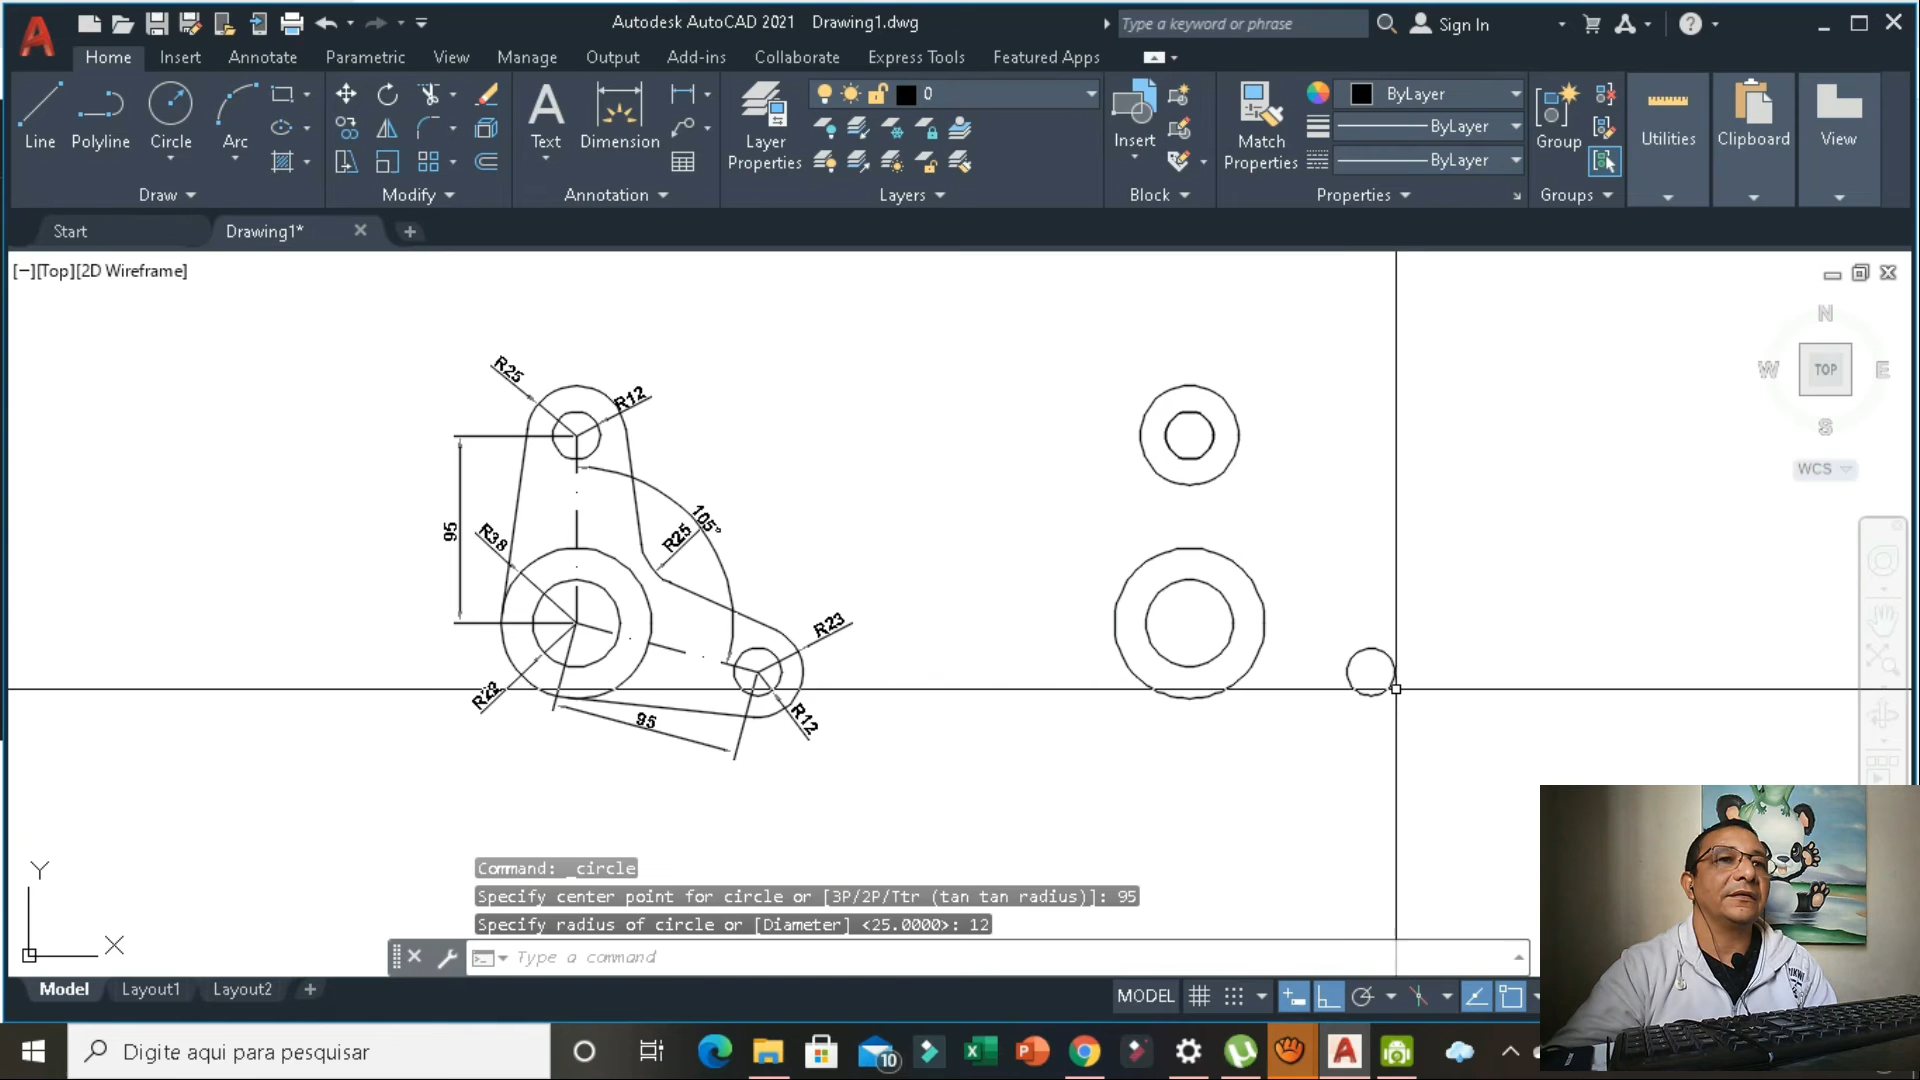 Autodesk AutoCAD 2021 Drawing1.dwg
Type a keyword or phrase
Sign In
Home Insert Annotate Parametric View Manage Output Add-ins Collaborate Express Tools Featured Apps
Line Polyline Circle Arc
Text Dimension
Layer Properties
0
Insert
Match Properties
ByLayer
ByLayer
ByLayer
Group
Utilities
Clipboard
View
Draw Modify Annotation Layers Block Properties Groups
Start Drawing1*
[−][Top][2D Wireframe]
N
W TOP E
S
WCS
R25
R12
95
R38
R25
105°
R23
R22
95
R12
Y
X
Command: _circle
Specify center point for circle or [3P/2P/Ttr (tan tan radius)]: 95
Specify radius of circle or [Diameter] <25.0000>: 12
Type a command
Model Layout1 Layout2
MODEL
Digite aqui para pesquisar
10